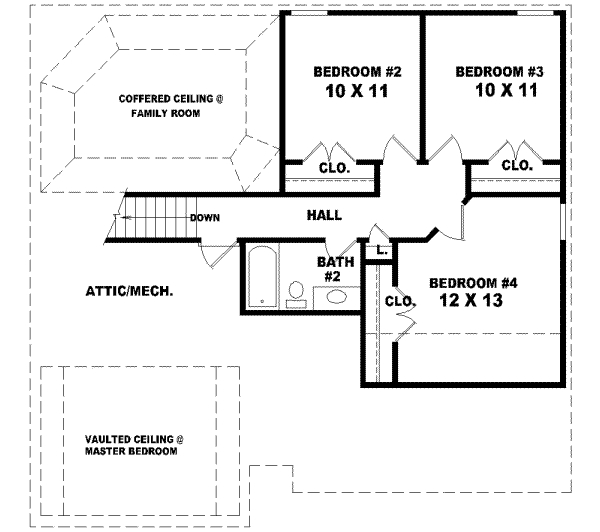 BEDROOM #2
10 X 11
BEDROOM #3
10 X 11
COFFERED CEILING @
FAMILY ROOM
CLO.
CLO.
DOWN
HALL
BATH
#2
L.
ATTIC/MECH.
BEDROOM #4
12 X 13
CLO.
VAULTED CEILING @
MASTER BEDROOM